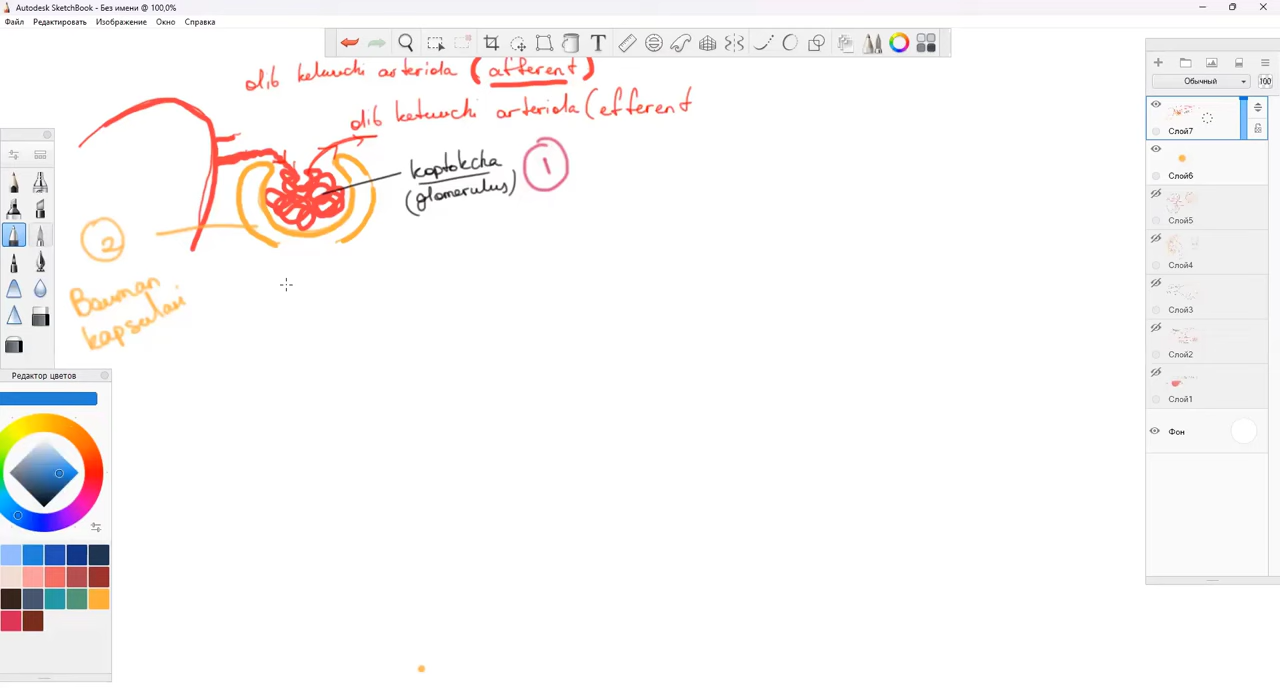 Autodesk SketchBook - Без имени @ 100,0%
Файл Редактировать Изображение Окно Справка
olib keluvchi arteriola (afferent)
olib ketuvchi arteriola (efferent
koptokcha
(glomerulus)
1
2
Bouman
kapsulasi
Обычный
100
Слой7
Слой6
Слой5
Слой4
Слой3
Слой2
Слой1
Фон
Редактор цветов
T